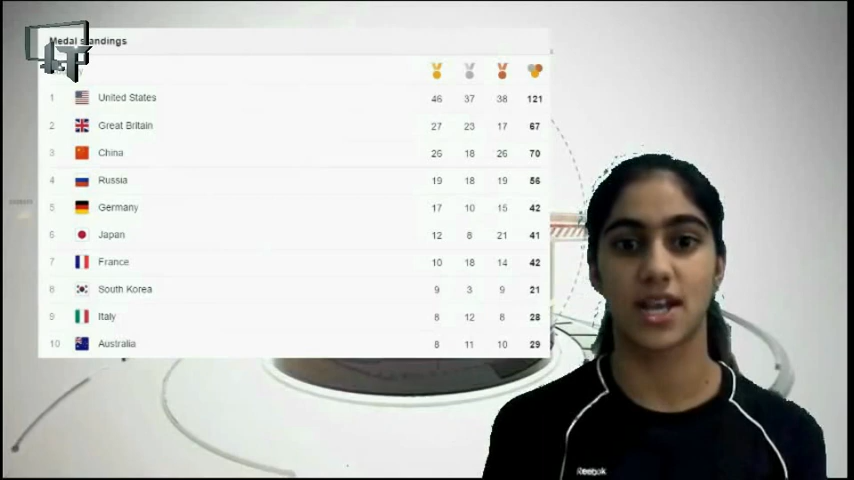 Medal standings
1 United States 46 37 38 121
2 Great Britain 27 23 17 67
3 China 26 18 26 70
4 Russia 19 18 19 56
5 Germany 17 10 15 42
6 Japan 12 8 21 41
7 France 10 18 14 42
8 South Korea 9 3 9 21
9 Italy 8 12 8 28
10 Australia 8 11 10 29
Reebok